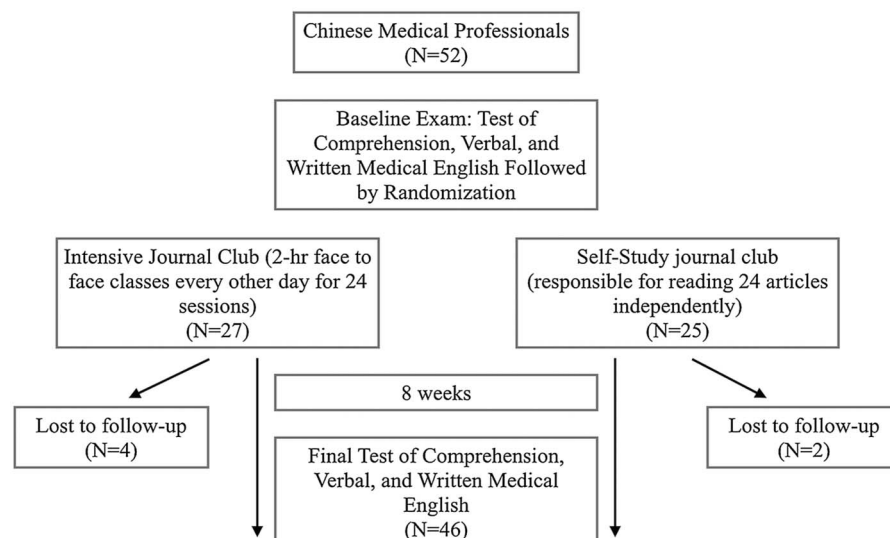 Chinese Medical Professionals
(N=52)
Baseline Exam: Test of
Comprehension, Verbal, and
Written Medical English Followed
by Randomization
Intensive Journal Club (2-hr face to
face classes every other day for 24
sessions)
(N=27)
Self-Study journal club
(responsible for reading 24 articles
independently)
(N=25)
8 weeks
Lost to follow-up
(N=4)
Lost to follow-up
(N=2)
Final Test of Comprehension,
Verbal, and Written Medical
English
(N=46)